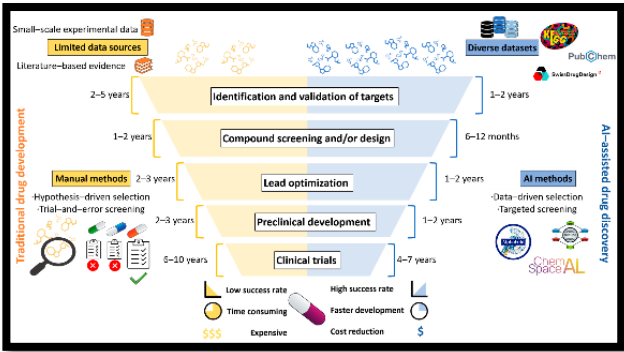 Small-scale experimental data
Limited data sources
Literature-based evidence
Diverse datasets
KEGG
PubChem
SwissDrugDesign
2–5 years
Identification and validation of targets
1–2 years
1–2 years
Compound screening and/or design
6–12 months
Manual methods
2–3 years
Lead optimization
1–2 years
AI methods
·Hypothesis-driven selection
·Trial-and-error screening
2–3 years
Preclinical development
1–2 years
·Data-driven selection
·Targeted screening
6–10 years
Clinical trials
4–7 years
ChemSpaceAL
Traditional drug development
AI-assisted drug discovery
Low success rate
High success rate
Time consuming
Faster development
$$$
Expensive
Cost reduction
$